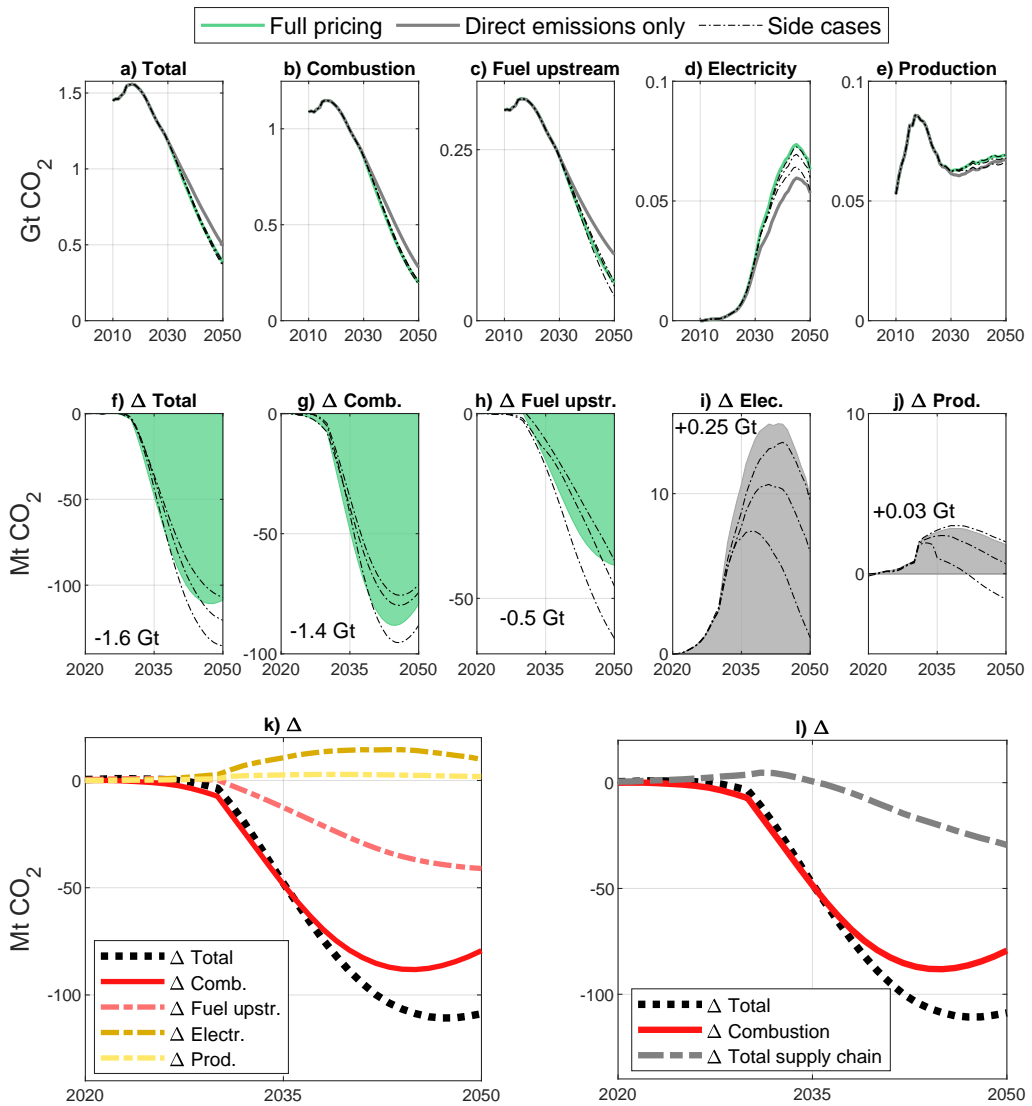 Full pricing Direct emissions only Side cases
a) Total b) Combustion c) Fuel upstream d) Electricity e) Production
Gt CO2
1.5
1
0.5
0
2010 2030 2050
1
0.5
0
2010 2030 2050
0.25
0
2010 2030 2050
0.1
0.05
0
2010 2030 2050
0.1
0.05
0
2010 2030 2050
f) Δ Total g) Δ Comb. h) Δ Fuel upstr. i) Δ Elec. j) Δ Prod.
Mt CO2
0
-50
-100
-1.6 Gt
2020 2035 2050
0
-50
-100
-1.4 Gt
2020 2035 2050
0
-50
-0.5 Gt
2020 2035 2050
+0.25 Gt
10
0
2020 2035 2050
10
+0.03 Gt
0
2020 2035 2050
k) Δ
Mt CO2
0
-50
-100
Δ Total
Δ Comb.
Δ Fuel upstr.
Δ Electr.
Δ Prod.
2020 2035 2050
l) Δ
0
-50
-100
Δ Total
Δ Combustion
Δ Total supply chain
2020 2035 2050